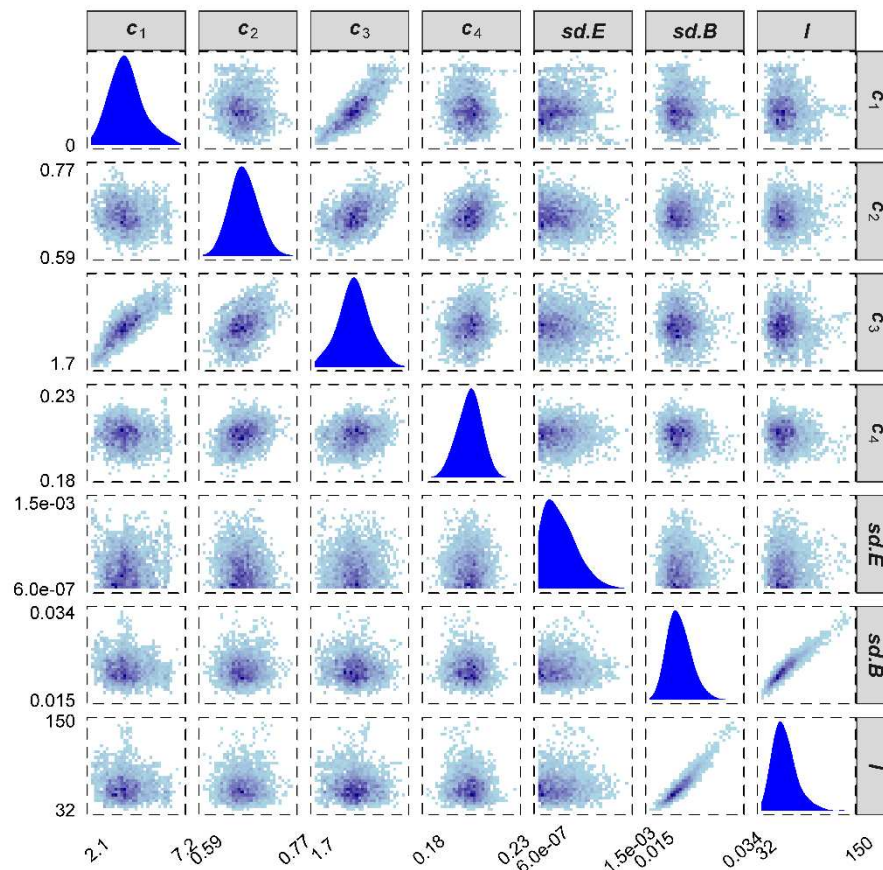 c1 c2 c3 c4 sd.E sd.B l
c1
0
0.77
c2
0.59
c3
1.7
0.23
c4
0.18
1.5e-03
sd.E
6.0e-07
0.034
sd.B
0.015
150
l
32
2.1 7.2 0.59 0.77 1.7 0.18 0.23 6.0e-07 1.5e-03 0.015 0.034 32 150